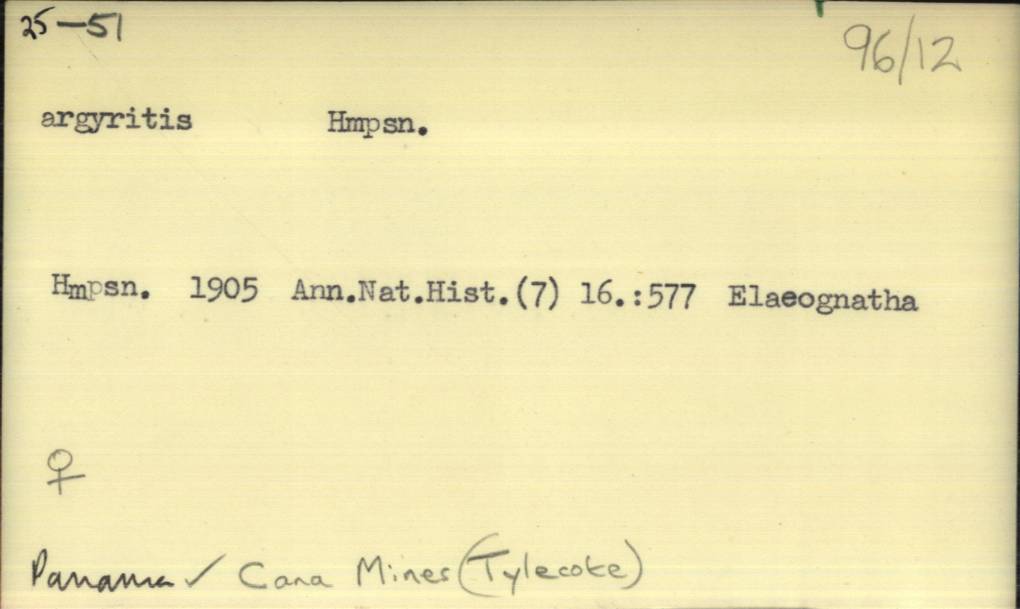 25-51
96/12
argyritis Hmpsn.
Hmpsn. 1905 Ann.Nat.Hist.(7) 16.:577 Elaeognatha
♀
Panama ✓ Cana Mines (Tylecote)